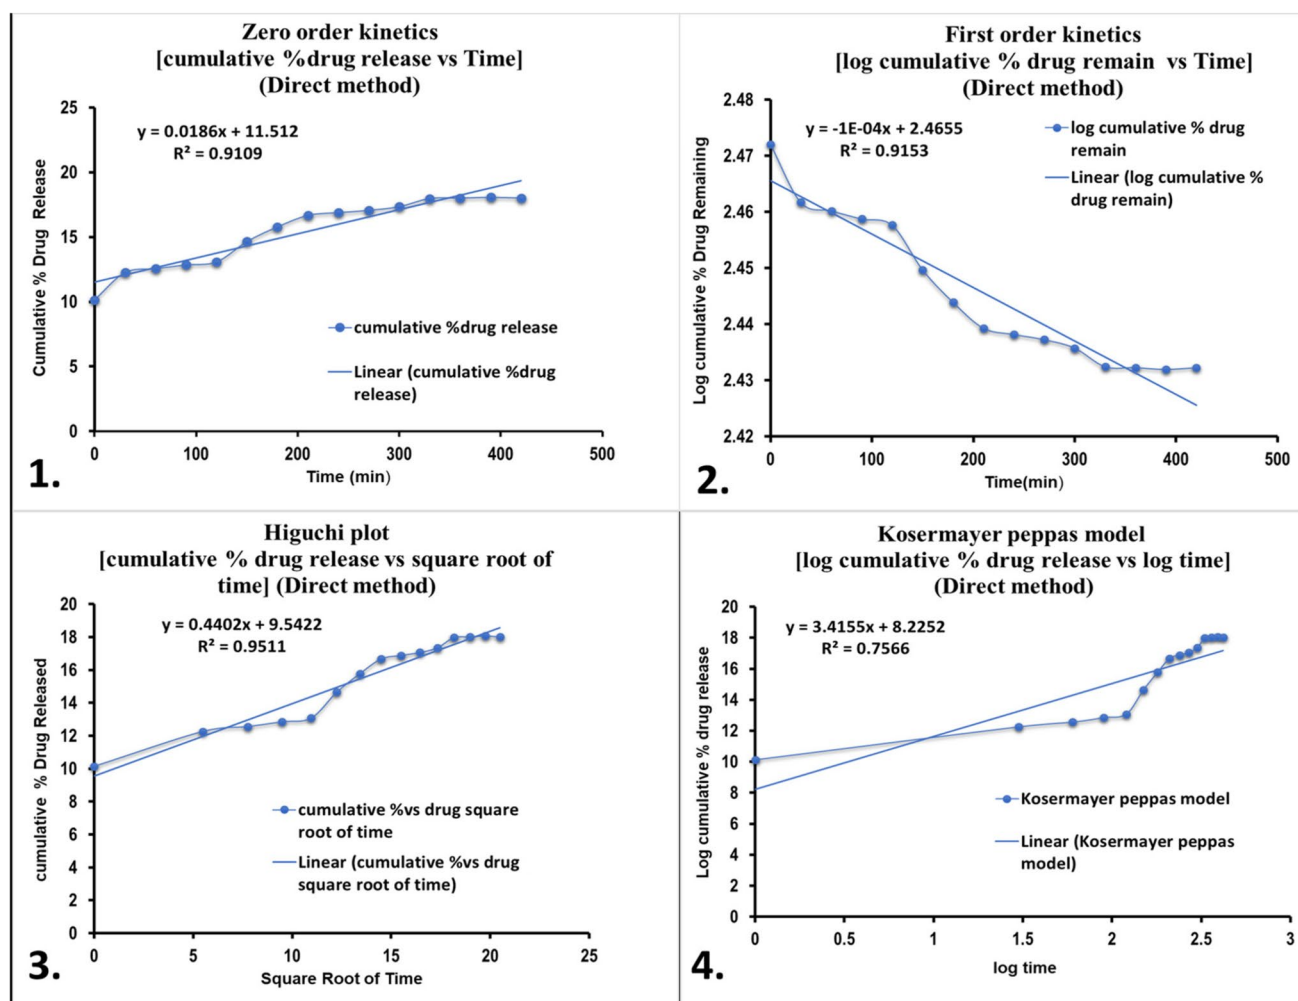 Zero order kinetics
[cumulative %drug release vs Time]
(Direct method)
25
20
15
10
5
0
y = 0.0186x + 11.512
R² = 0.9109
Cumulative % Drug Release
cumulative %drug release
Linear (cumulative %drug
release)
0
100
200
300
400
500
Time (min)
1.
First order kinetics
[log cumulative % drug remain vs Time]
(Direct method)
2.48
2.47
2.46
2.45
2.44
2.43
2.42
y = -1E-04x + 2.4655
R² = 0.9153
log cumulative % drug
remain
Linear (log cumulative %
drug remain)
Log cumulative % Drug Remaining
0
100
200
300
400
500
Time(min)
2.
Higuchi plot
[cumulative % drug release vs square root of
time] (Direct method)
20
18
16
14
12
10
8
6
4
2
0
y = 0.4402x + 9.5422
R² = 0.9511
cumulative % Drug Released
cumulative %vs drug square
root of time
Linear (cumulative %vs drug
square root of time)
0
5
10
15
20
25
Square Root of Time
3.
Kosermayer peppas model
[log cumulative % drug release vs log time]
(Direct method)
20
18
16
14
12
10
8
6
4
2
0
y = 3.4155x + 8.2252
R² = 0.7566
Log cumulative % drug release
Kosermayer peppas model
Linear (Kosermayer peppas
model)
0
0.5
1
1.5
2
2.5
3
log time
4.